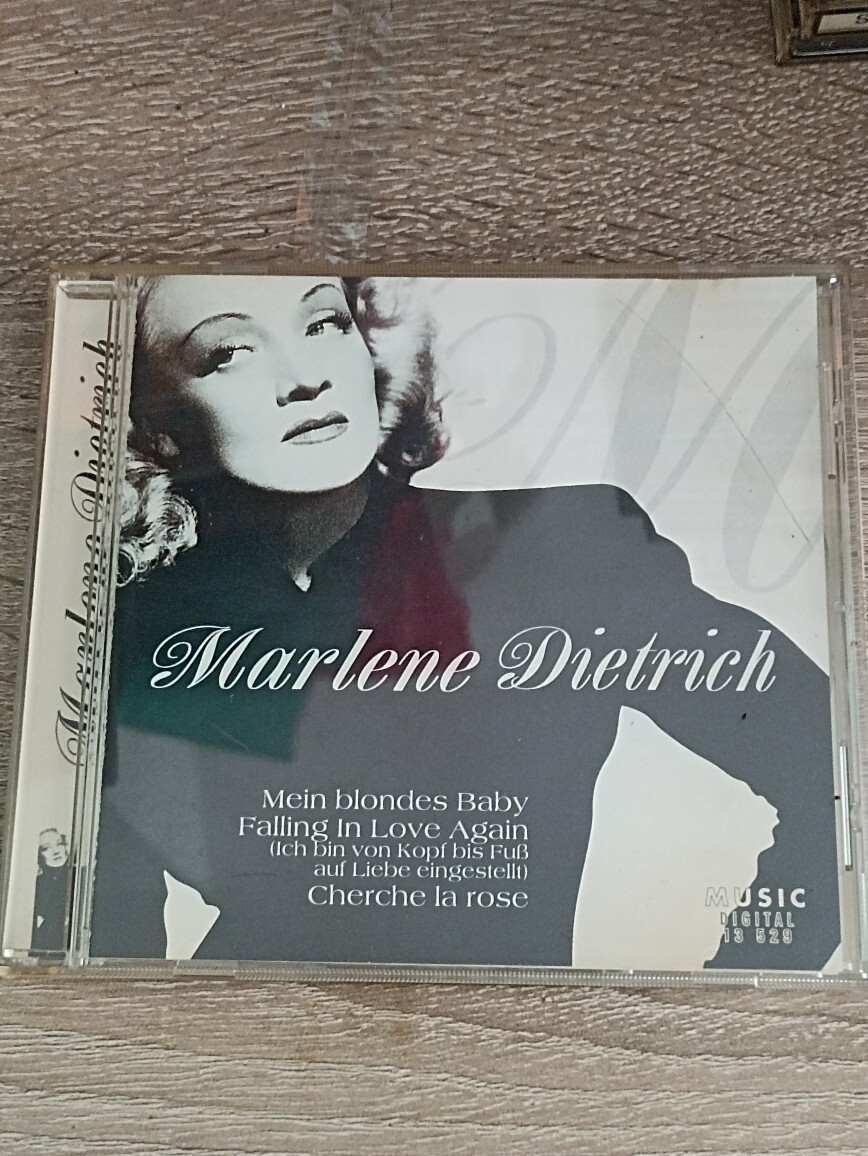 Marlene Dietrich
M
Marlene Dietrich
Mein blondes Baby
Falling In Love Again
(Ich bin von Kopf bis Fuß
auf Liebe eingestellt)
Cherche la rose
MUSIC
DIGITAL
13 529